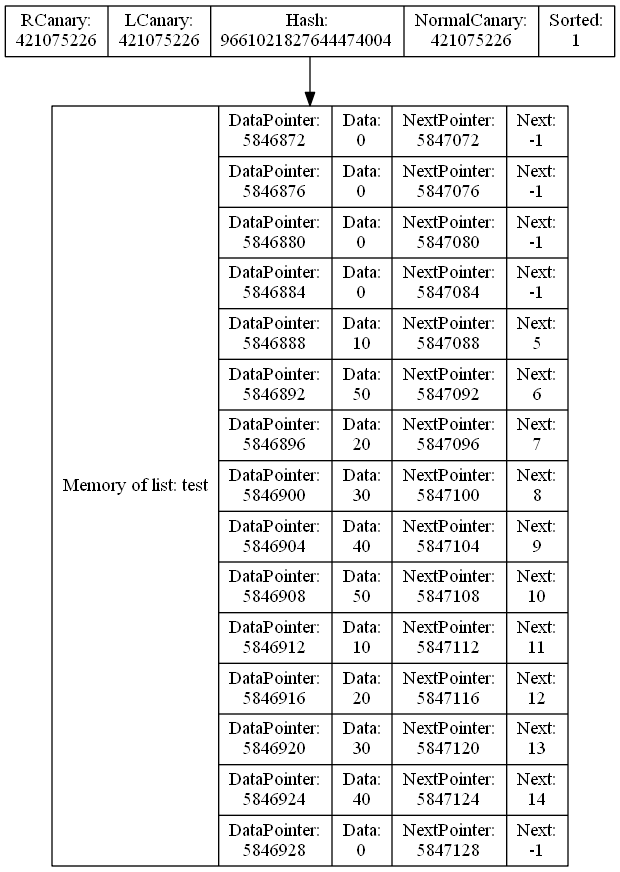 RCanary:
421075226
LCanary:
421075226
Hash:
9661021827644474004
NormalCanary:
421075226
Sorted:
1
Memory of list: test
DataPointer:
5846872
Data:
0
NextPointer:
5847072
Next:
-1
DataPointer:
5846876
Data:
0
NextPointer:
5847076
Next:
-1
DataPointer:
5846880
Data:
0
NextPointer:
5847080
Next:
-1
DataPointer:
5846884
Data:
0
NextPointer:
5847084
Next:
-1
DataPointer:
5846888
Data:
10
NextPointer:
5847088
Next:
5
DataPointer:
5846892
Data:
50
NextPointer:
5847092
Next:
6
DataPointer:
5846896
Data:
20
NextPointer:
5847096
Next:
7
DataPointer:
5846900
Data:
30
NextPointer:
5847100
Next:
8
DataPointer:
5846904
Data:
40
NextPointer:
5847104
Next:
9
DataPointer:
5846908
Data:
50
NextPointer:
5847108
Next:
10
DataPointer:
5846912
Data:
10
NextPointer:
5847112
Next:
11
DataPointer:
5846916
Data:
20
NextPointer:
5847116
Next:
12
DataPointer:
5846920
Data:
30
NextPointer:
5847120
Next:
13
DataPointer:
5846924
Data:
40
NextPointer:
5847124
Next:
14
DataPointer:
5846928
Data:
0
NextPointer:
5847128
Next:
-1